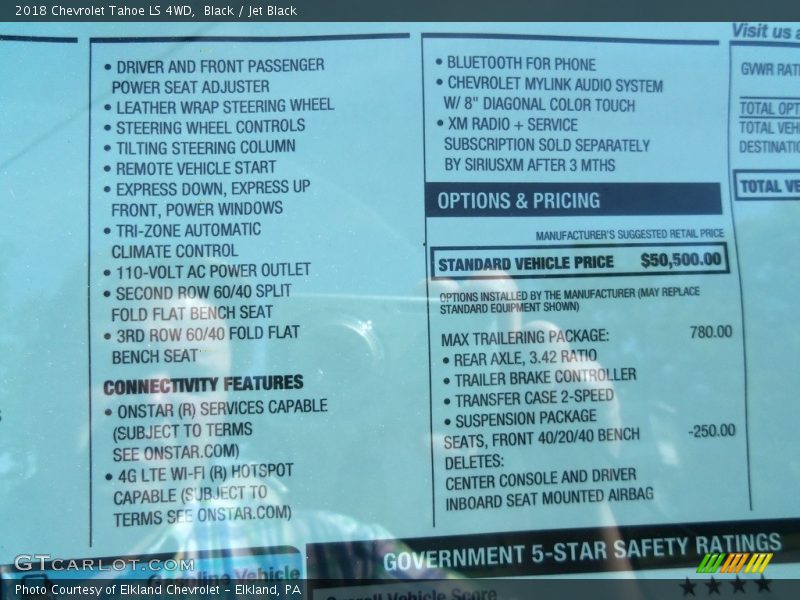 2018 Chevrolet Tahoe LS 4WD, Black / Jet Black
• DRIVER AND FRONT PASSENGER
POWER SEAT ADJUSTER
• LEATHER WRAP STEERING WHEEL
• STEERING WHEEL CONTROLS
• TILTING STEERING COLUMN
• REMOTE VEHICLE START
• EXPRESS DOWN, EXPRESS UP
FRONT, POWER WINDOWS
• TRI-ZONE AUTOMATIC
CLIMATE CONTROL
• 110-VOLT AC POWER OUTLET
• SECOND ROW 60/40 SPLIT
FOLD FLAT BENCH SEAT
• 3RD ROW 60/40 FOLD FLAT
BENCH SEAT
CONNECTIVITY FEATURES
• ONSTAR (R) SERVICES CAPABLE
(SUBJECT TO TERMS
SEE ONSTAR.COM)
• 4G LTE WI-FI (R) HOTSPOT
CAPABLE (SUBJECT TO
TERMS SEE ONSTAR.COM)
• BLUETOOTH FOR PHONE
• CHEVROLET MYLINK AUDIO SYSTEM
W/ 8" DIAGONAL COLOR TOUCH
• XM RADIO + SERVICE
SUBSCRIPTION SOLD SEPARATELY
BY SIRIUSXM AFTER 3 MTHS
OPTIONS & PRICING
MANUFACTURER'S SUGGESTED RETAIL PRICE
STANDARD VEHICLE PRICE $50,500.00
OPTIONS INSTALLED BY THE MANUFACTURER (MAY REPLACE
STANDARD EQUIPMENT SHOWN)
MAX TRAILERING PACKAGE: 780.00
• REAR AXLE, 3.42 RATIO
• TRAILER BRAKE CONTROLLER
• TRANSFER CASE 2-SPEED
• SUSPENSION PACKAGE
SEATS, FRONT 40/20/40 BENCH -250.00
DELETES:
CENTER CONSOLE AND DRIVER
INBOARD SEAT MOUNTED AIRBAG
Visit us a
GVWR RATI
TOTAL OPT
TOTAL VEH
DESTINATIO
TOTAL VE
GOVERNMENT 5-STAR SAFETY RATINGS
Overall Vehicle Score
Gasoline Vehicle
GTcarlot.com
Photo Courtesy of Elkland Chevrolet - Elkland, PA